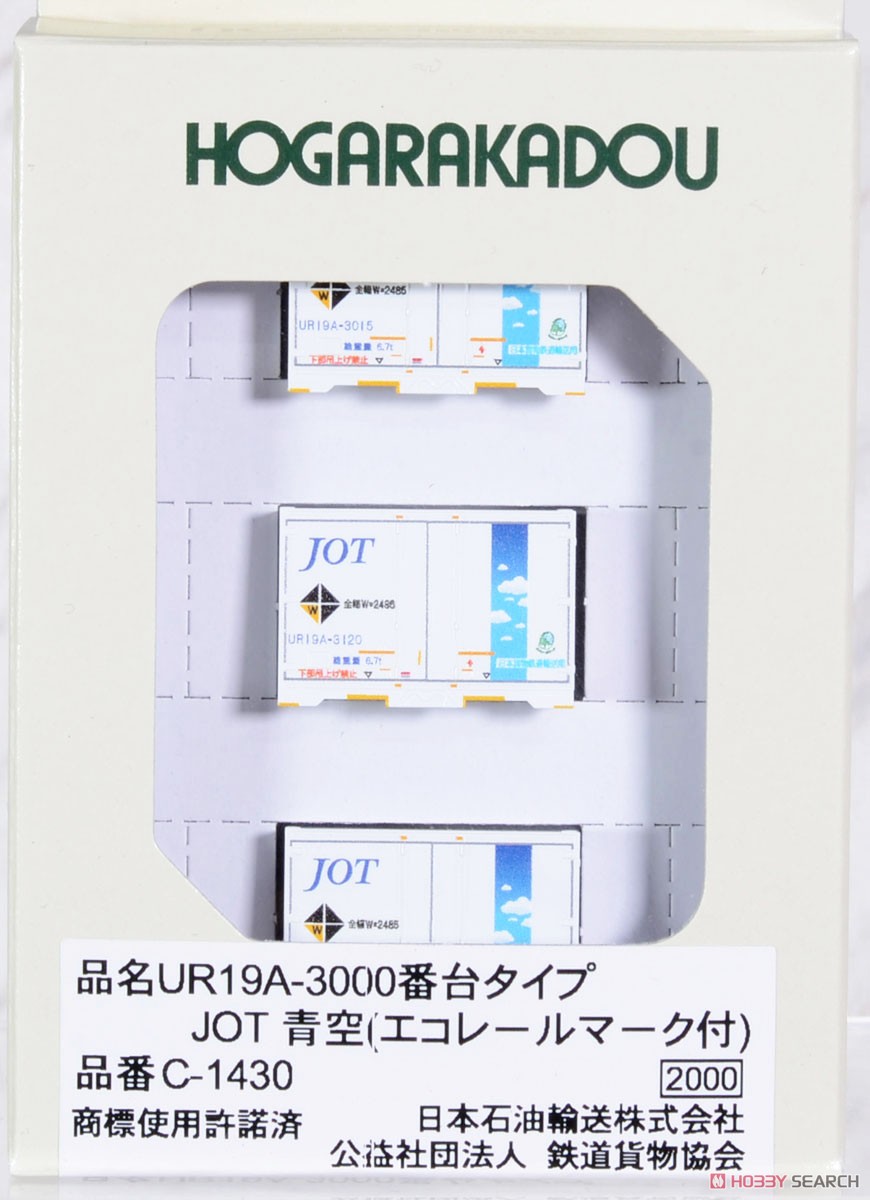 HOGARAKADOU
W 全幅W=2485
UR19A-3015
総重量 6.7t
下部吊上げ禁止
JOT
W 全幅W=2485
UR19A-3120
総重量 6.7t
下部吊上げ禁止
JOT
W 全幅W=2485
品名UR19A-3000番台タイプ
JOT 青空(エコレールマーク付)
品番C-1430
2000
商標使用許諾済
日本石油輸送株式会社
公益社団法人 鉄道貨物協会
HOBBY SEARCH